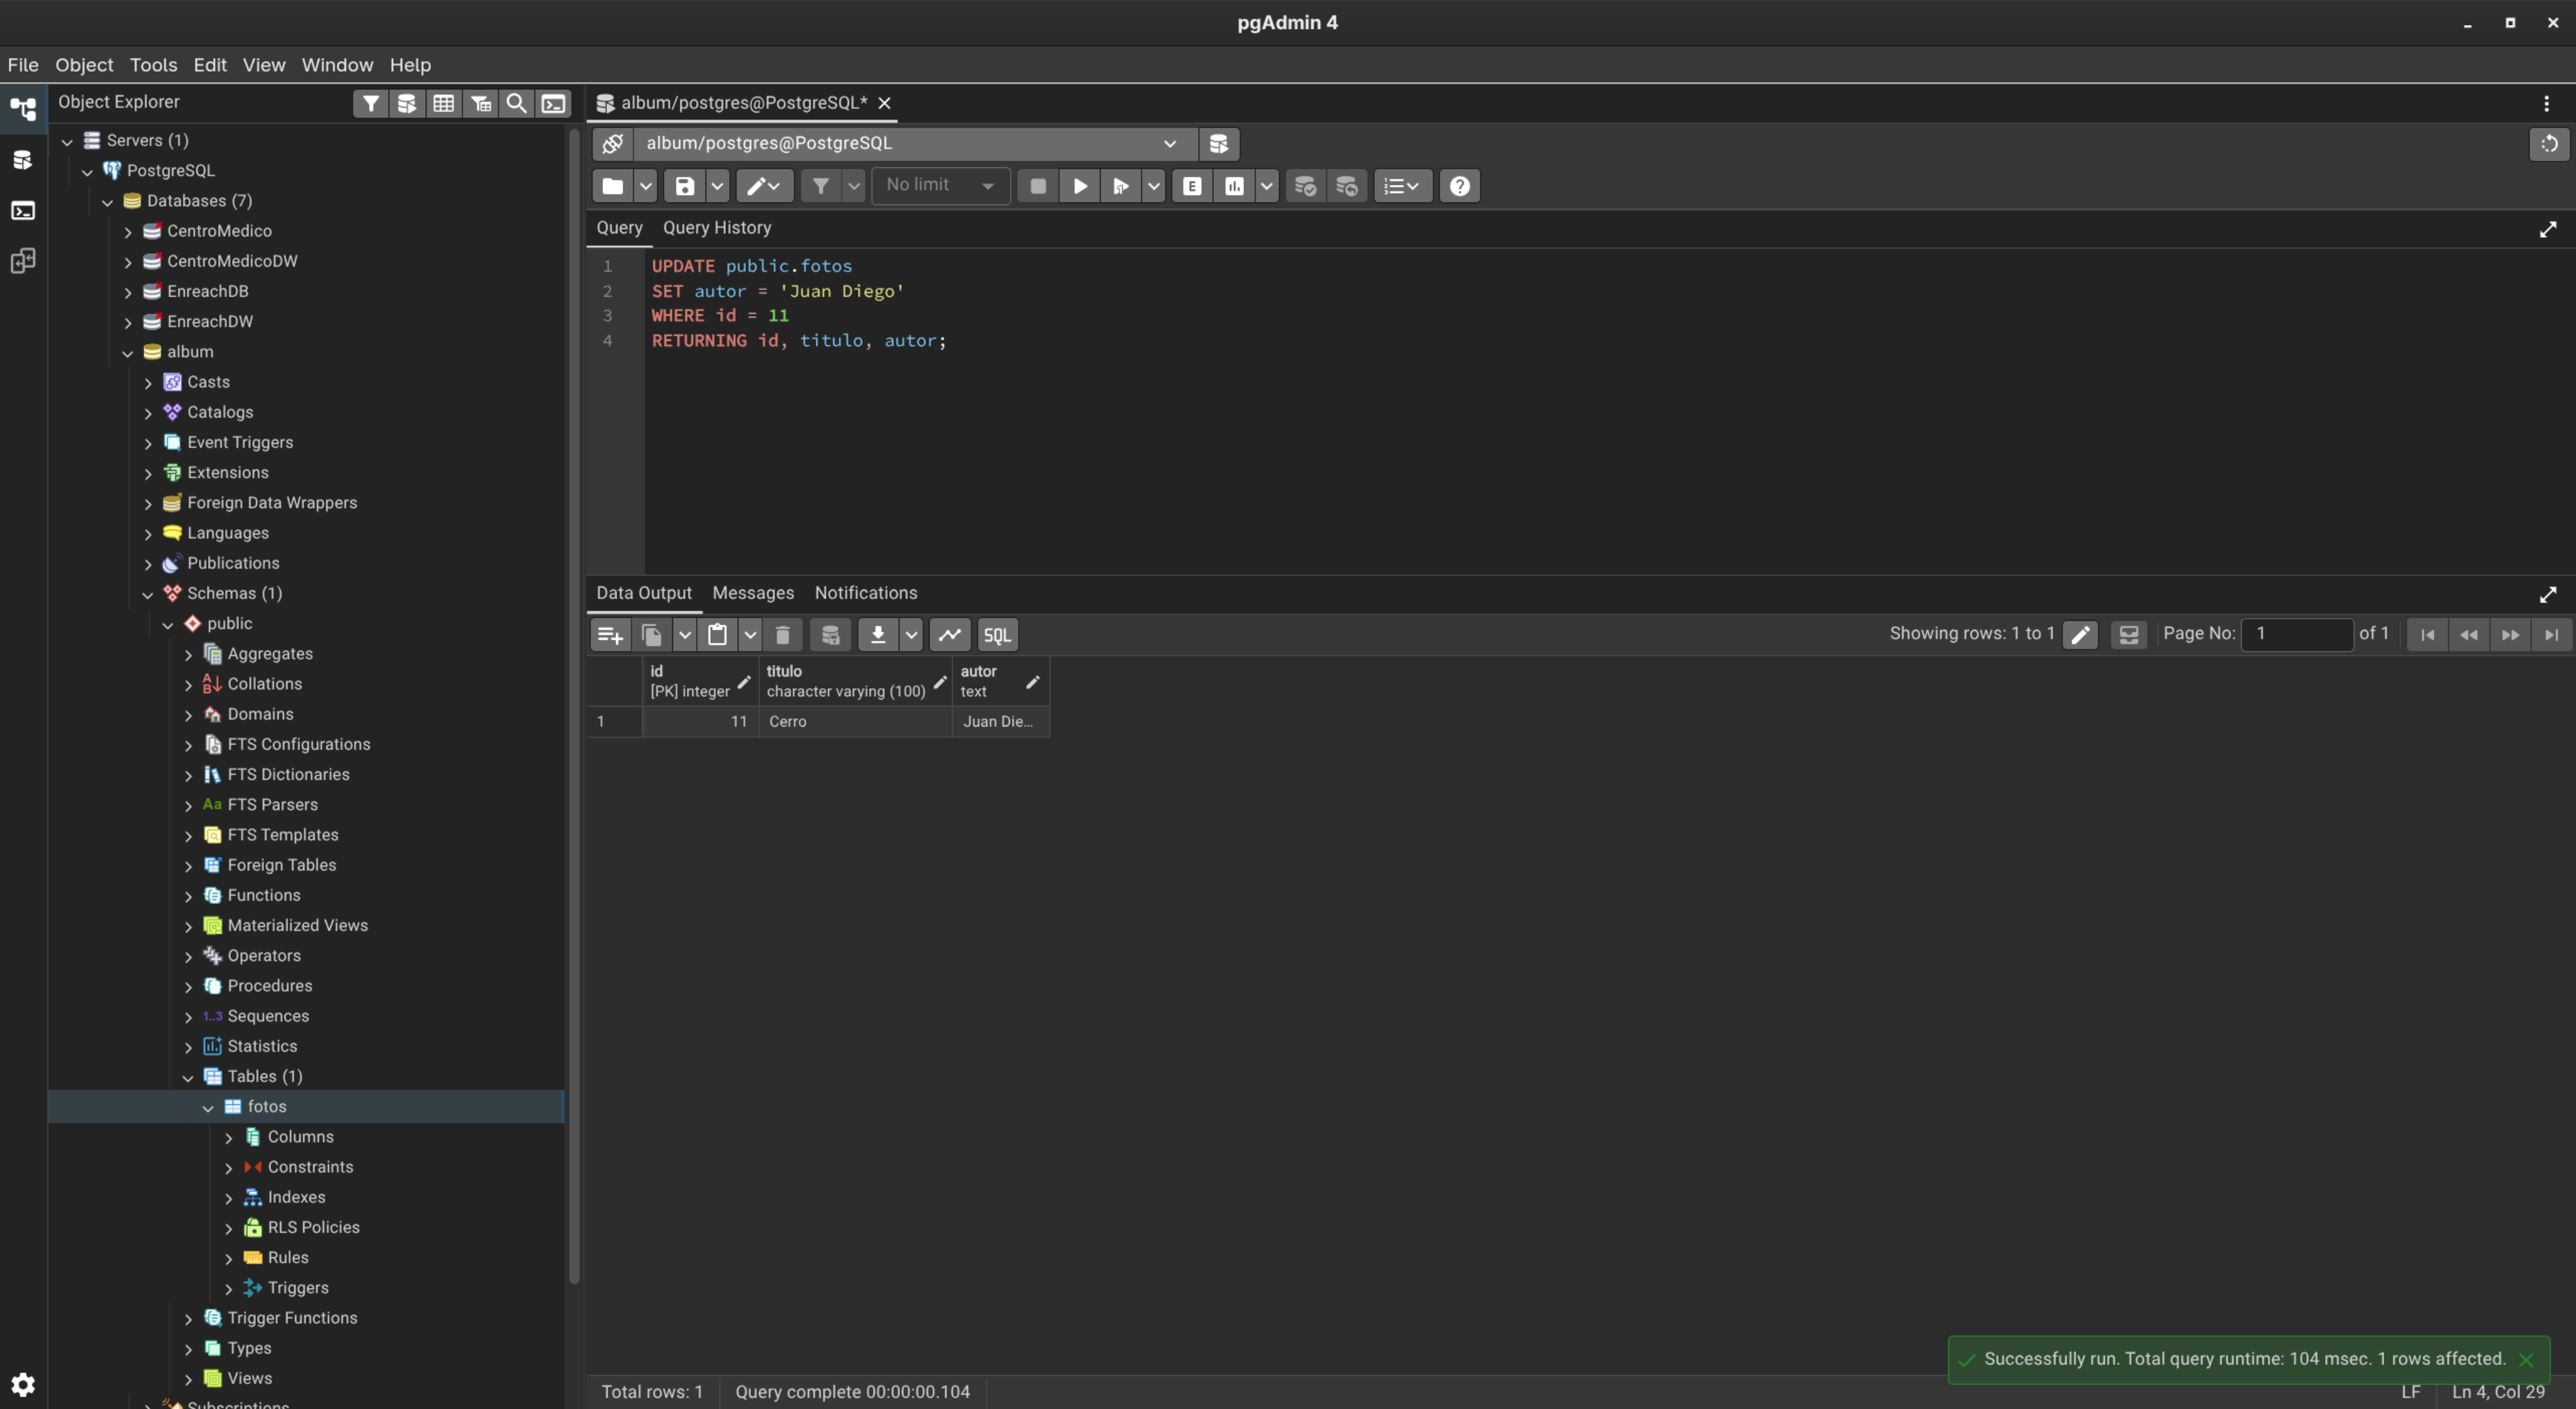 pgAdmin 4
File Object Tools Edit View Window Help
Object Explorer
Servers (1)
PostgreSQL
Databases (7)
CentroMedico
CentroMedicoDW
EnreachDB
EnreachDW
album
Casts
Catalogs
Event Triggers
Extensions
Foreign Data Wrappers
Languages
Publications
Schemas (1)
public
Aggregates
Collations
Domains
FTS Configurations
FTS Dictionaries
Aa FTS Parsers
FTS Templates
Foreign Tables
Functions
Materialized Views
Operators
Procedures
1..3 Sequences
Statistics
Tables (1)
fotos
Columns
Constraints
Indexes
RLS Policies
Rules
Triggers
Trigger Functions
Types
Views
Subscriptions
album/postgres@PostgreSQL*
album/postgres@PostgreSQL
No limit
E
Query Query History
1 UPDATE public.fotos
2 SET autor = 'Juan Diego'
3 WHERE id = 11
4 RETURNING id, titulo, autor;
Data Output Messages Notifications
SQL
Showing rows: 1 to 1 Page No: 1 of 1
id titulo autor
[PK] integer character varying (100) text
1 11 Cerro Juan Die...
Successfully run. Total query runtime: 104 msec. 1 rows affected.
Total rows: 1 Query complete 00:00:00.104 LF Ln 4, Col 29